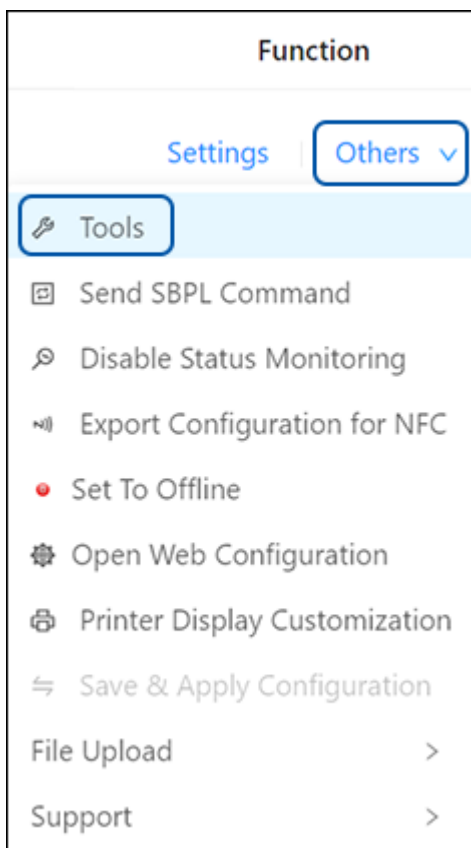 Function
Settings Others
Tools
Send SBPL Command
Disable Status Monitoring
Export Configuration for NFC
Set To Offline
Open Web Configuration
Printer Display Customization
Save & Apply Configuration
File Upload
Support